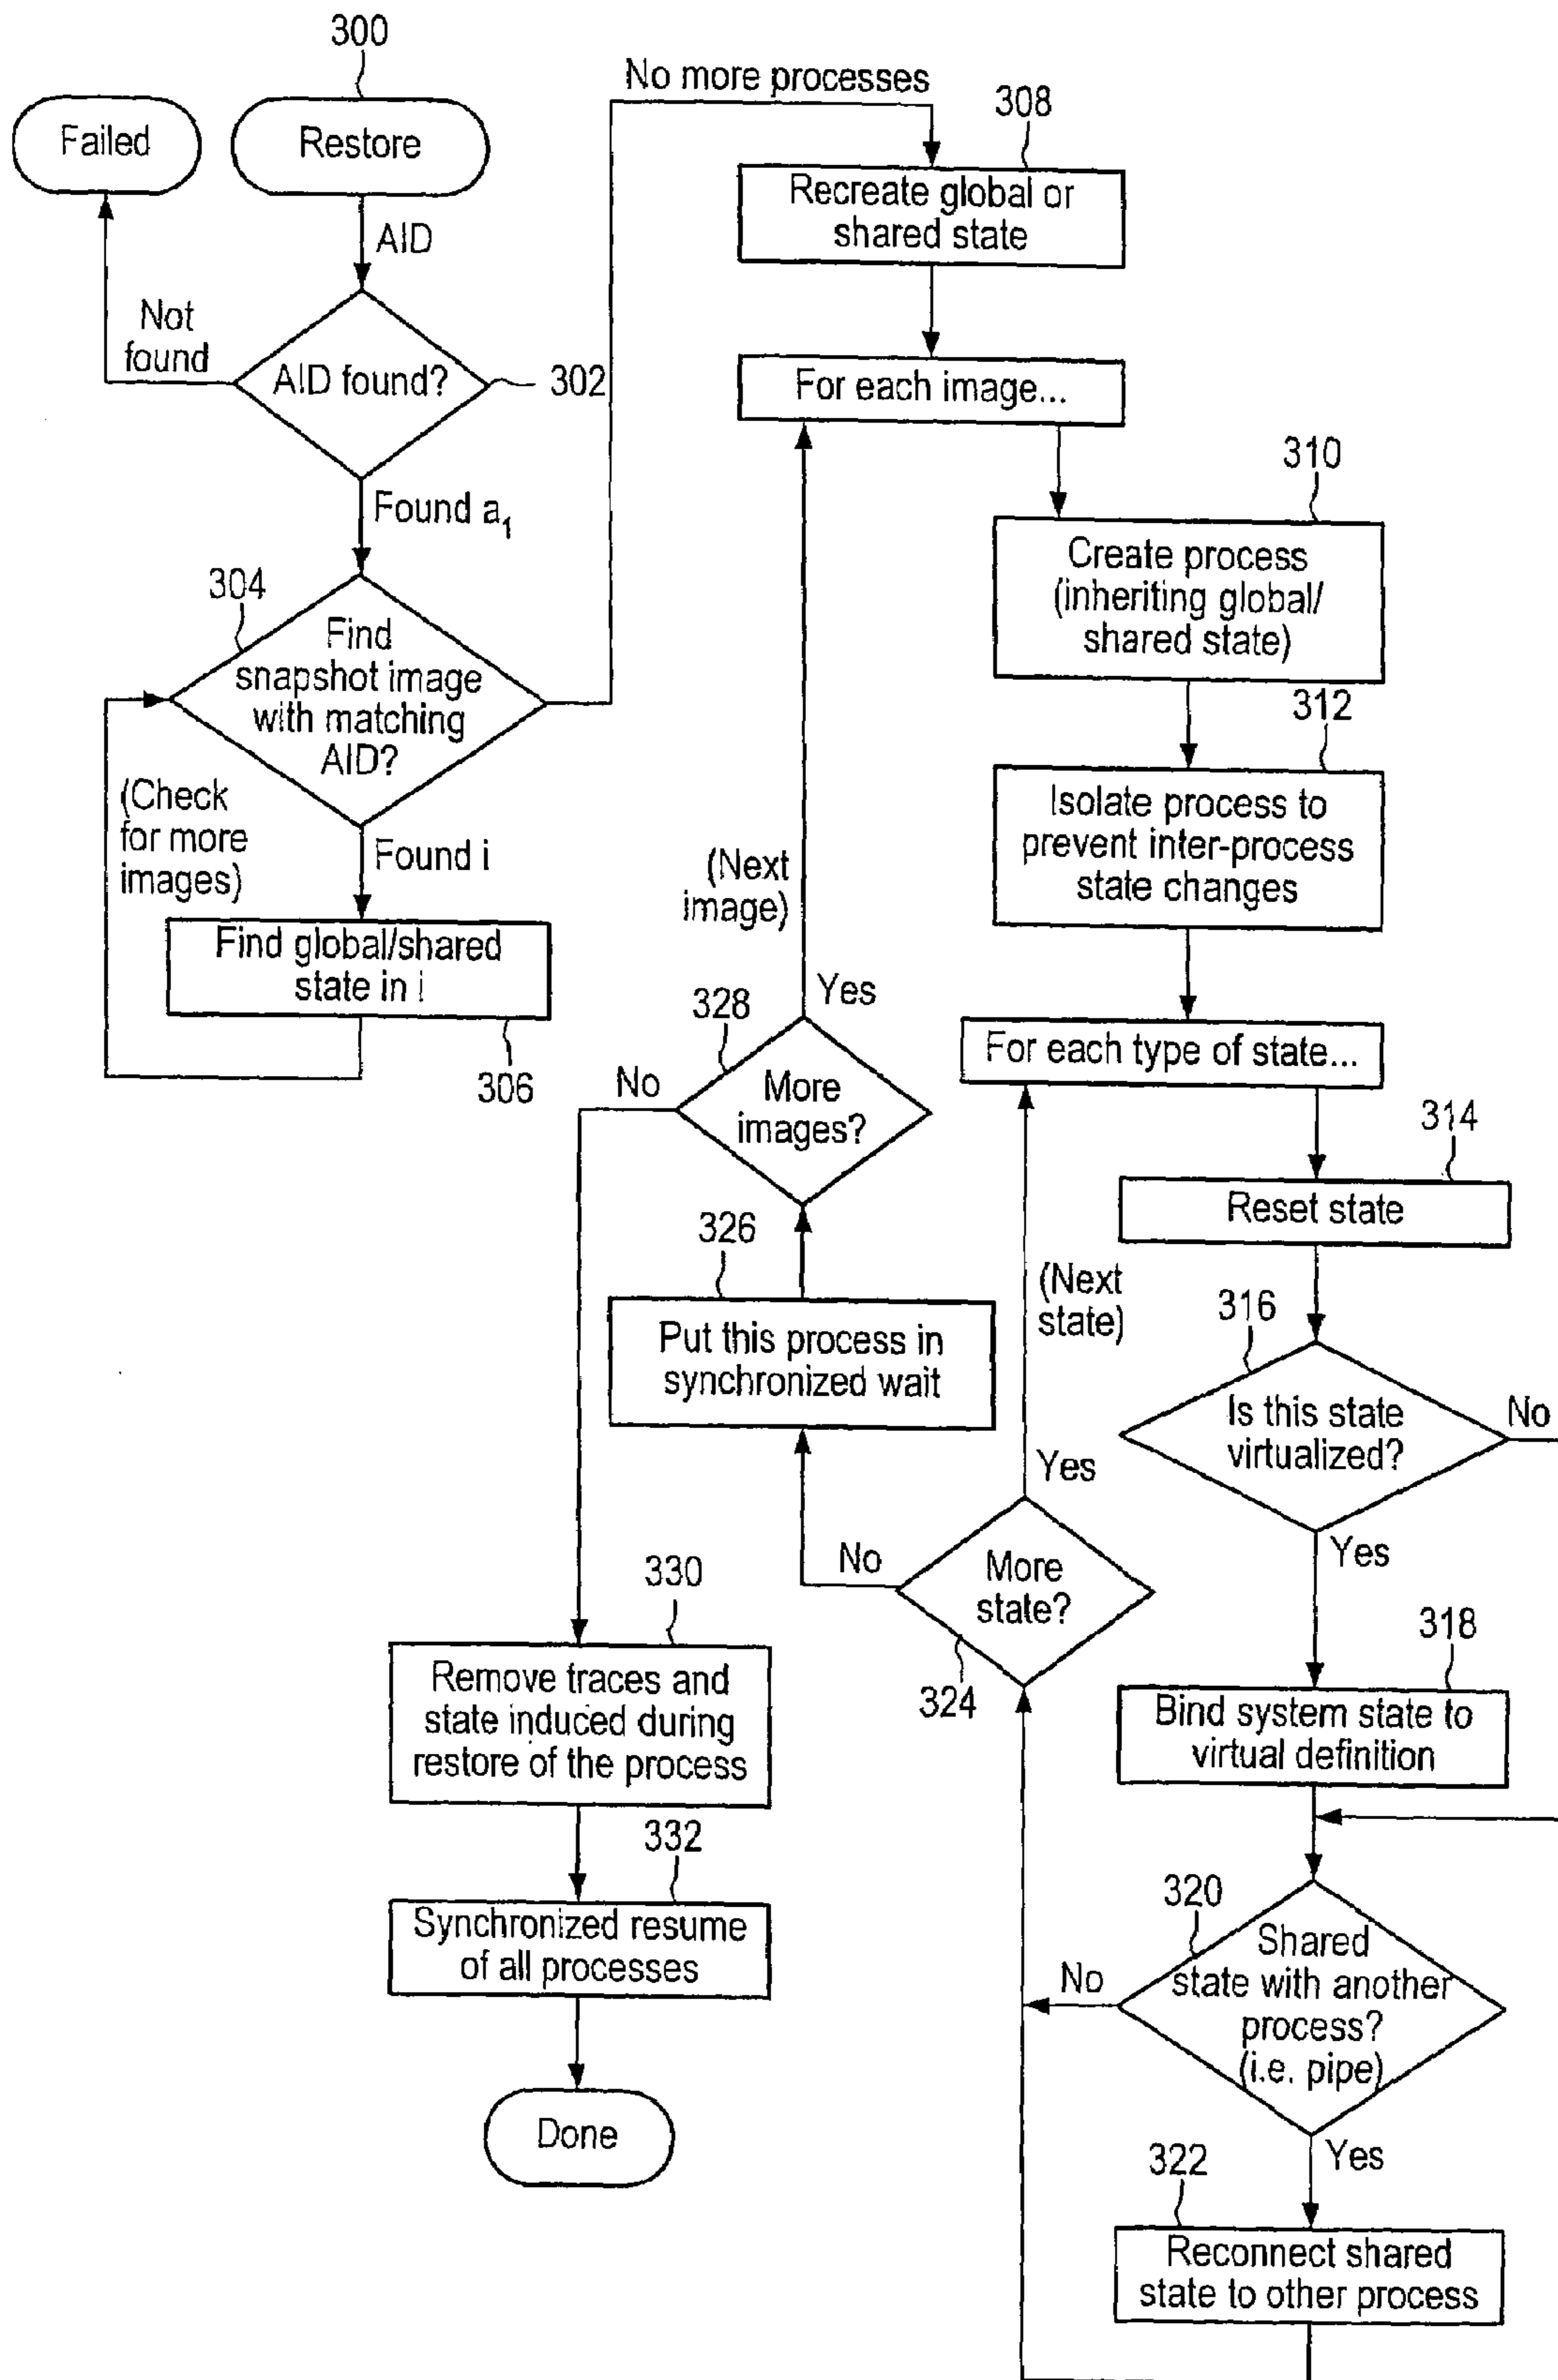 300
Failed
Restore
AID
Not
found
AID found?
302
Found a1
304
Find
snapshot image
with matching
AID?
(Check
for more
images)
Found i
Find global/shared
state in i
306
No more processes
308
Recreate global or
shared state
For each image...
310
Create process
(inheriting global/
shared state)
312
Isolate process to
prevent inter-process
state changes
For each type of state...
314
Reset state
316
Is this state
virtualized?
No
Yes
318
Bind system state to
virtual definition
320
Shared
state with another
process?
(i.e. pipe)
No
Yes
322
Reconnect shared
state to other process
(Next
state)
Yes
More
state?
324
No
326
Put this process in
synchronized wait
328
More
images?
Yes
(Next
image)
No
330
Remove traces and
state induced during
restore of the process
332
Synchronized resume
of all processes
Done